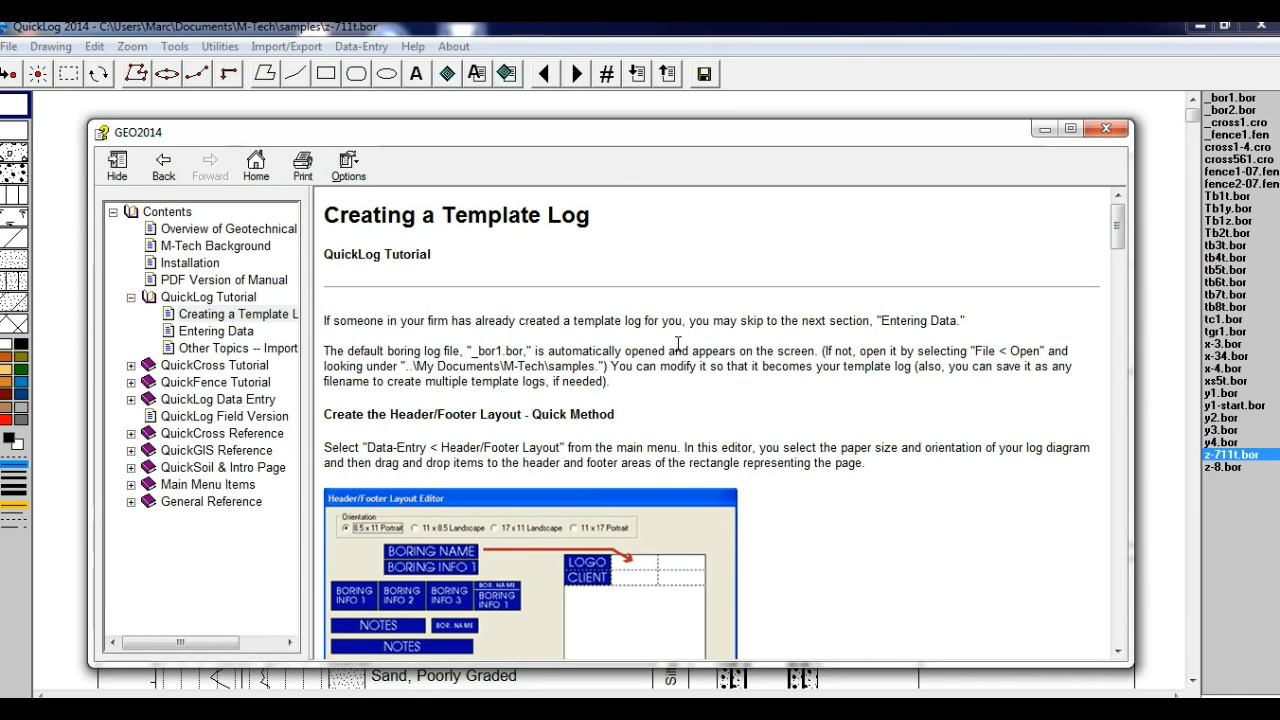 QuickLog 2014 - C:\Users\Marc\Documents\M-Tech\samples\z-711t.bor
File Drawing Edit Zoom Tools Utilities Import/Export Data-Entry Help About
GEO2014
Hide Back Forward Home Print Options
Contents
Overview of Geotechnical
M-Tech Background
Installation
PDF Version of Manual
QuickLog Tutorial
Creating a Template L
Entering Data
Other Topics -- Import
QuickCross Tutorial
QuickFence Tutorial
QuickLog Data Entry
QuickLog Field Version
QuickCross Reference
QuickGIS Reference
QuickSoil & Intro Page
Main Menu Items
General Reference
Creating a Template Log
QuickLog Tutorial
If someone in your firm has already created a template log for you, you may skip to the next section, "Entering Data."
The default boring log file, "_bor1.bor," is automatically opened and appears on the screen. (If not, open it by selecting "File < Open" and
looking under "..\My Documents\M-Tech\samples.") You can modify it so that it becomes your template log (also, you can save it as any
filename to create multiple template logs, if needed).
Create the Header/Footer Layout - Quick Method
Select "Data-Entry < Header/Footer Layout" from the main menu. In this editor, you select the paper size and orientation of your log diagram
and then drag and drop items to the header and footer areas of the rectangle representing the page.
Header/Footer Layout Editor
Orientation
8.5 x 11 Portrait 11 x 8.5 Landscape 17 x 11 Landscape 11 x 17 Portrait
BORING NAME
BORING INFO 1
BORING INFO 1
BORING INFO 2
BORING INFO 3
BOR. NAME
BORING INFO 1
NOTES
BOR. NAME
NOTES
LOGO
CLIENT
Sand, Poorly Graded
_bor1.bor
_bor2.bor
_cross1.cro
_fence1.fen
cross1-4.cro
cross561.cro
fence1-07.fen
fence2-07.fen
Tb1t.bor
Tb1y.bor
Tb1z.bor
Tb2t.bor
tb3t.bor
tb4t.bor
tb5t.bor
tb6t.bor
tb7t.bor
tb8t.bor
tc1.bor
tgr1.bor
x-3.bor
x-34.bor
x-4.bor
xs5t.bor
y1.bor
y1-start.bor
y2.bor
y3.bor
y4.bor
z-711t.bor
z-8.bor